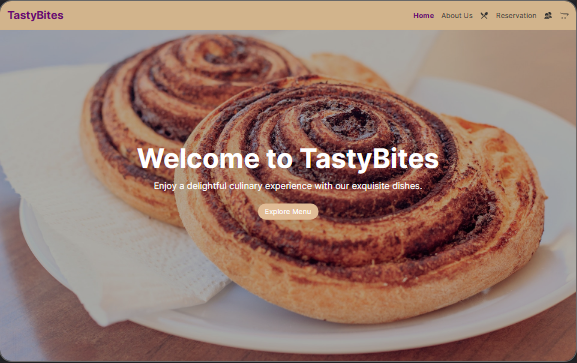 TastyBites
Home About Us Reservation
Welcome to TastyBites
Enjoy a delightful culinary experience with our exquisite dishes.
Explore Menu